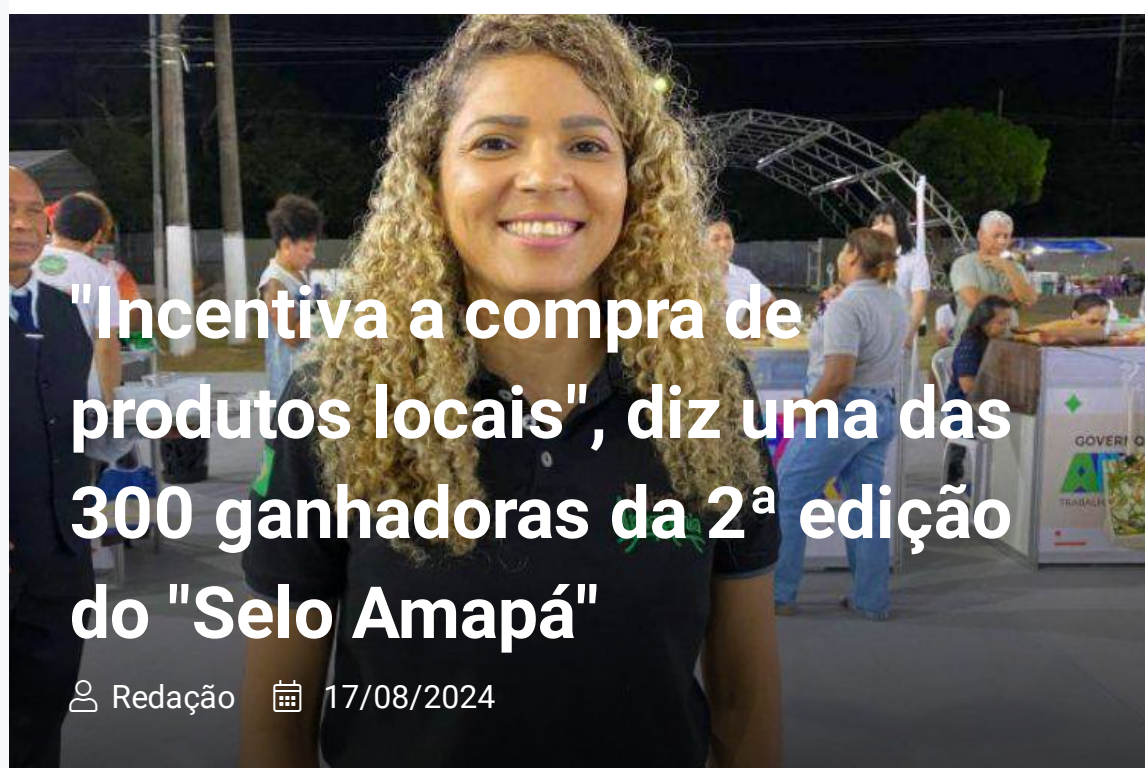 "Incentiva a compra de
produtos locais", diz uma das
300 ganhadoras da 2ª edição
do "Selo Amapá"
Redação 17/08/2024
GOVERNO